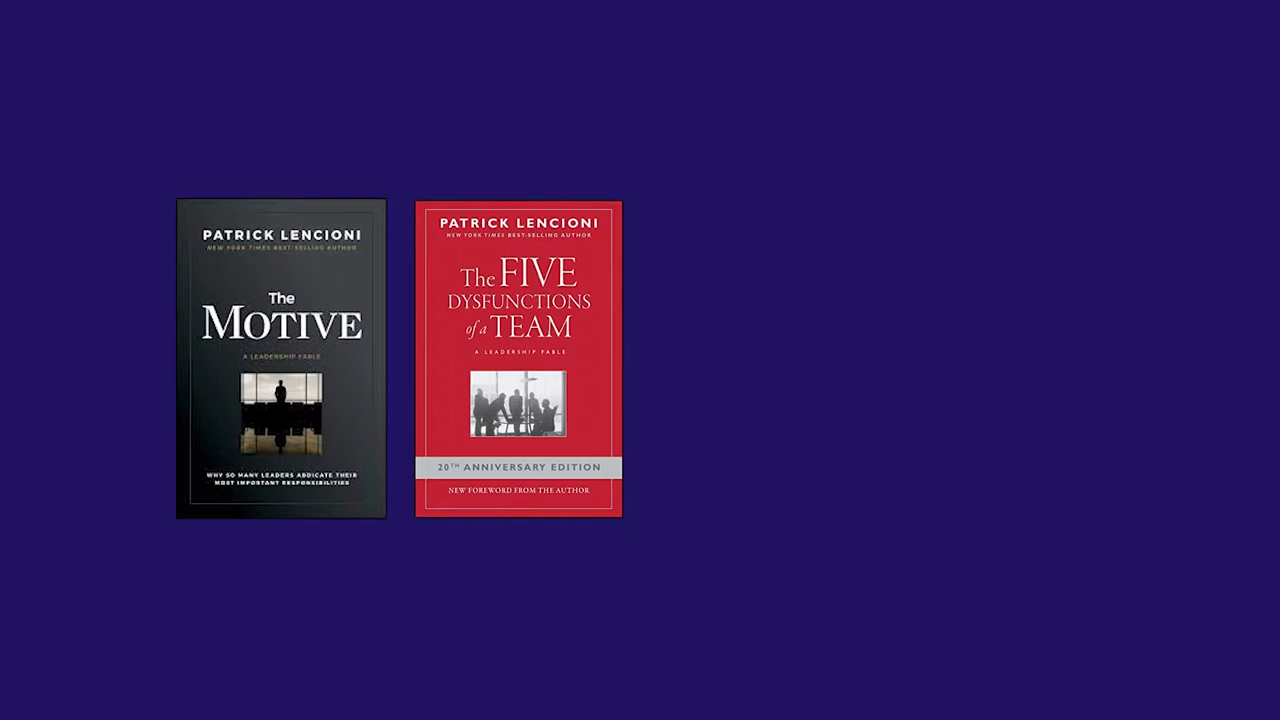 PATRICK LENCIONI
NEW YORK TIMES BEST-SELLING AUTHOR
The
MOTIVE
A LEADERSHIP FABLE
WHY SO MANY LEADERS ABDICATE THEIR
MOST IMPORTANT RESPONSIBILITIES
PATRICK LENCIONI
NEW YORK TIMES BEST-SELLING AUTHOR
The FIVE
DYSFUNCTIONS
of a TEAM
A LEADERSHIP FABLE
20TH ANNIVERSARY EDITION
NEW FOREWORD FROM THE AUTHOR